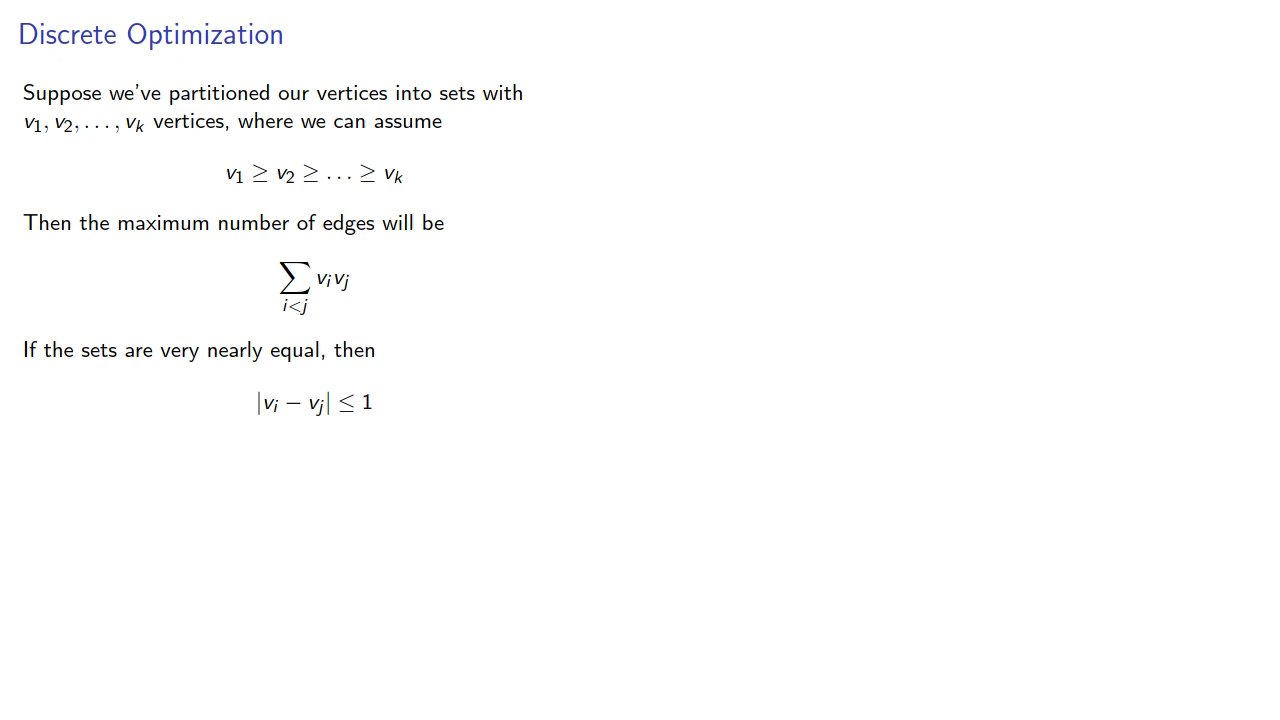 Discrete Optimization
Suppose we've partitioned our vertices into sets with
v₁, v₂, . . . , vₖ vertices, where we can assume
v₁ ≥ v₂ ≥ . . . ≥ vₖ
Then the maximum number of edges will be
∑ vᵢvⱼ
i<j
If the sets are very nearly equal, then
|vᵢ − vⱼ| ≤ 1